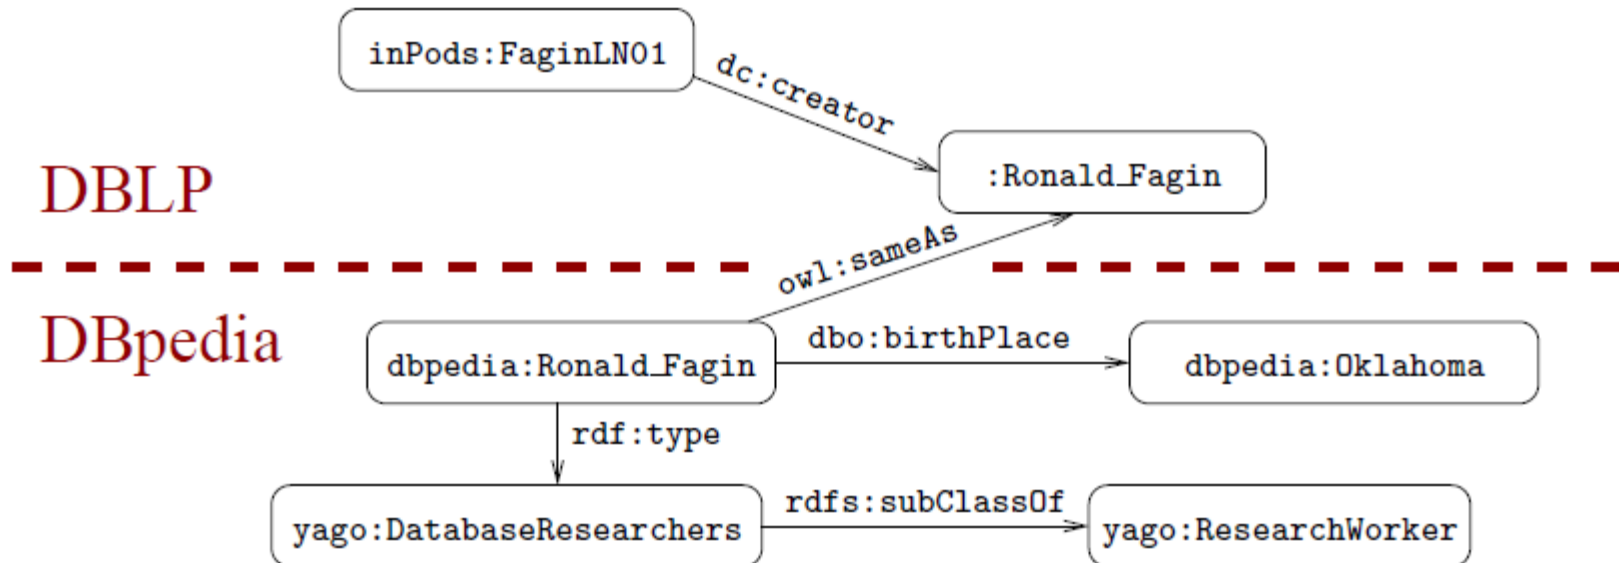 inPods:FaginLN01
dc:creator
:Ronald_Fagin
DBLP
owl:sameAs
DBpedia
dbpedia:Ronald_Fagin
dbo:birthPlace
dbpedia:Oklahoma
rdf:type
yago:DatabaseResearchers
rdfs:subClassOf
yago:ResearchWorker